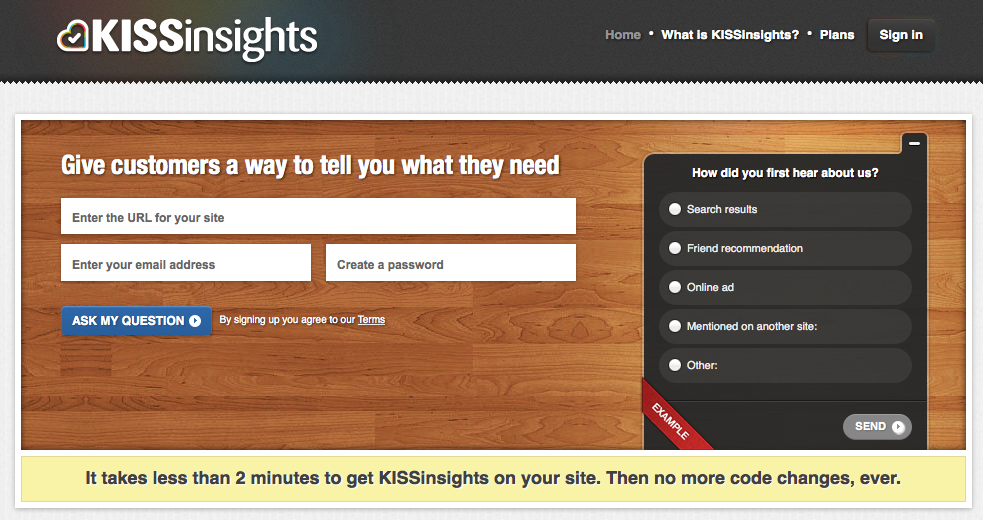 KISSinsights
Home • What is KISSinsights? • Plans Sign in
Give customers a way to tell you what they need
Enter the URL for your site
Enter your email address
Create a password
ASK MY QUESTION
By signing up you agree to our Terms
How did you first hear about us?
Search results
Friend recommendation
Online ad
Mentioned on another site:
Other:
EXAMPLE
SEND
It takes less than 2 minutes to get KISSinsights on your site. Then no more code changes, ever.